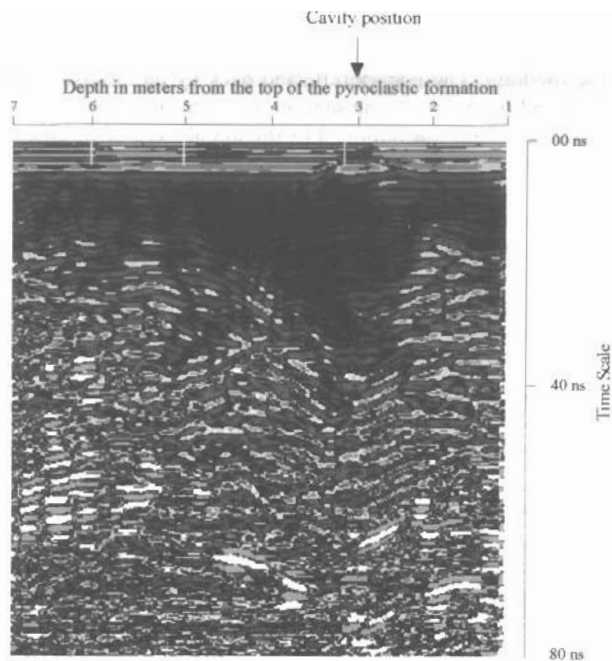 Cavity position
Depth in meters from the top of the pyroclastic formation
7 6 5 4 3 2 1
00 ns
40 ns
Time Scale
80 ns